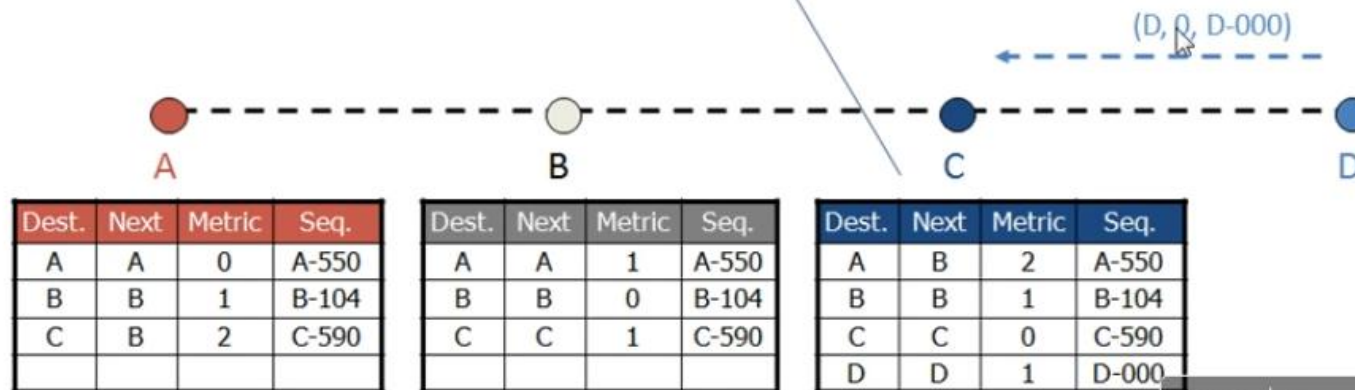 (D, 0, D-000)
A
B
C
D
Dest. Next Metric Seq.
A A 0 A-550
B B 1 B-104
C B 2 C-590
Dest. Next Metric Seq.
A A 1 A-550
B B 0 B-104
C C 1 C-590
Dest. Next Metric Seq.
A B 2 A-550
B B 1 B-104
C C 0 C-590
D D 1 D-000